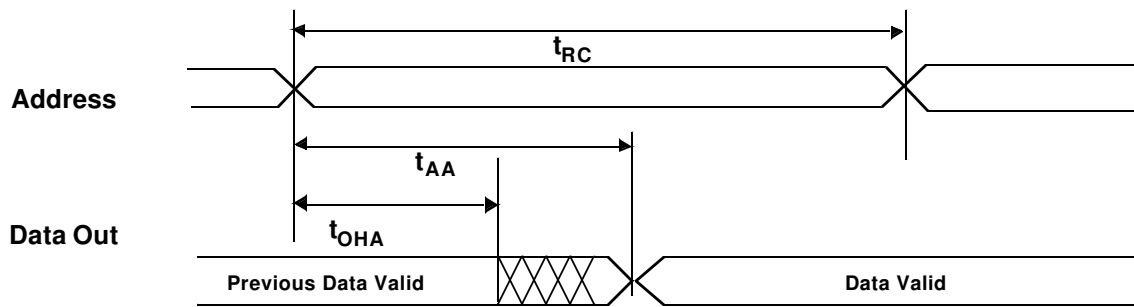 tRC
Address
tAA
Data Out
tOHA
Previous Data Valid
Data Valid